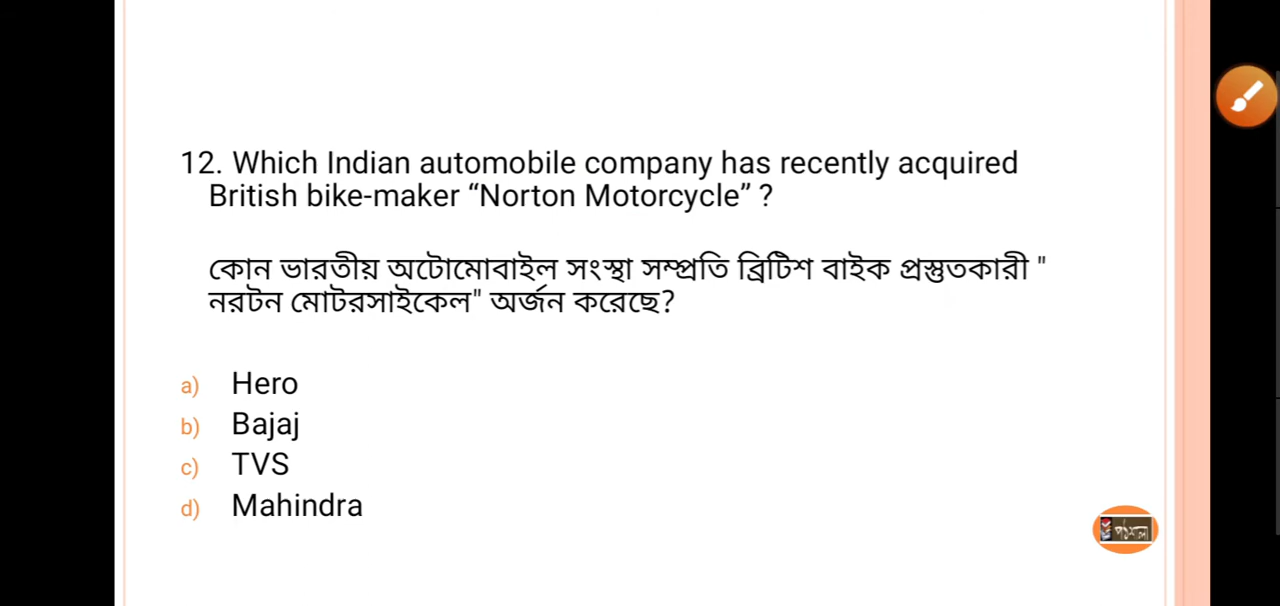 12. Which Indian automobile company has recently acquired
British bike-maker “Norton Motorcycle” ?
কোন ভারতীয় অটোমোবাইল সংস্থা সম্প্রতি ব্রিটিশ বাইক প্রস্তুতকারী "
নরটন মোটরসাইকেল" অর্জন করেছে?
a) Hero
b) Bajaj
c) TVS
d) Mahindra
পাঠশালা